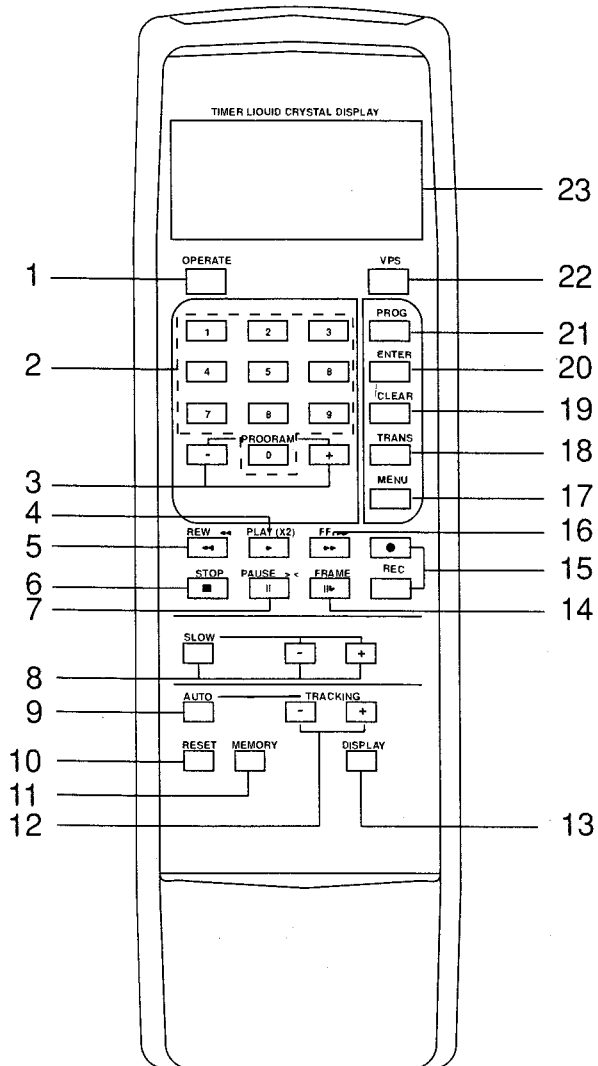 TIMER LIQUID CRYSTAL DISPLAY
23
OPERATE VPS
1 22
PROG
1 2 3 21
ENTER
2 4 5 6 20
CLEAR
7 8 9 19
PROGRAM TRANS
- 0 + 18
3 MENU
17
4 16
REW ◄◄ PLAY (X2) FF ►►
5 ◄◄ ► ►► ●
15
6 STOP PAUSE > < FRAME REC
■ II II►
7 14
SLOW
- +
8
AUTO TRACKING
9 - +
RESET MEMORY DISPLAY
10
11
12 13